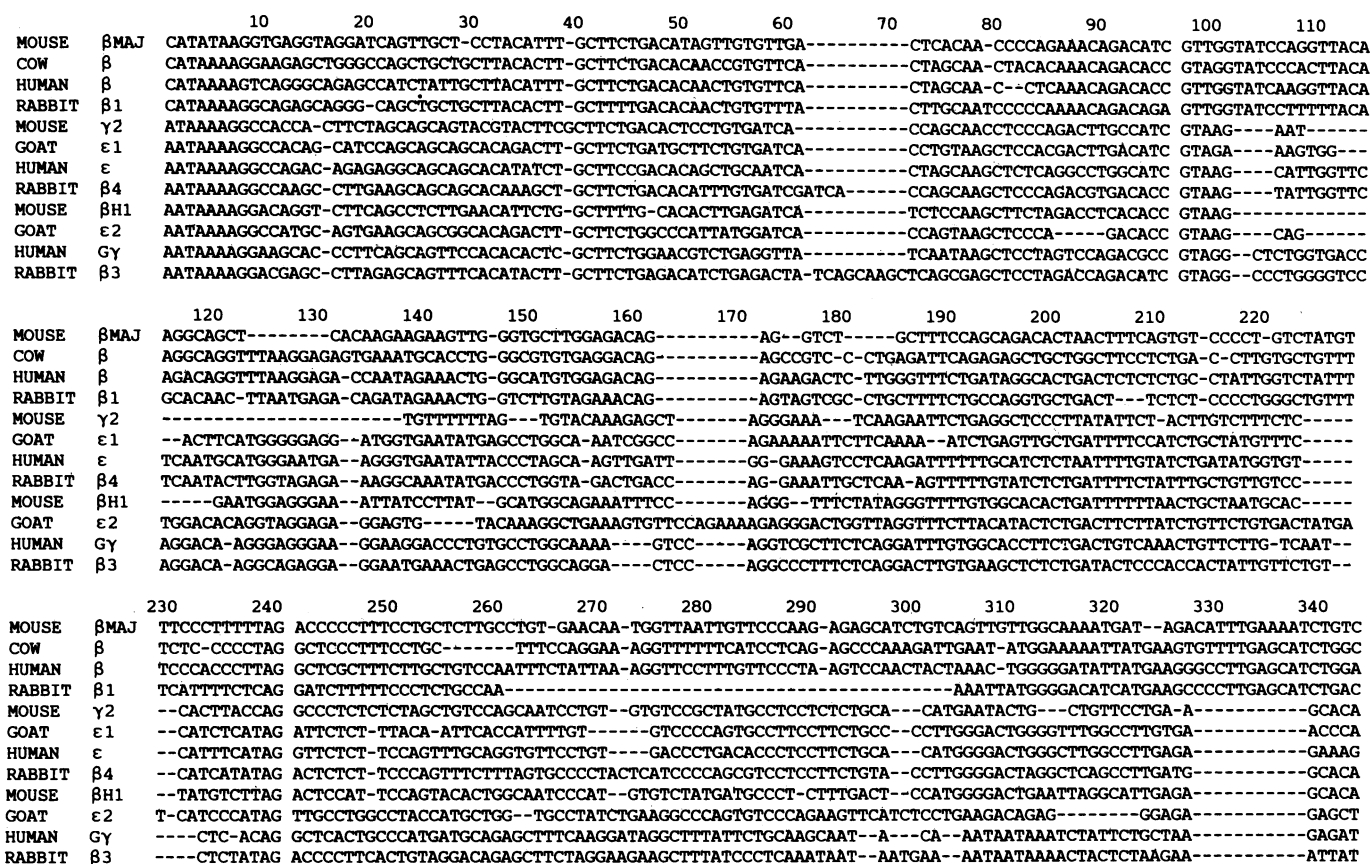 10 20 30 40 50 60 70 80 90 100 110
MOUSE βMAJ CATATAAGGTGAGGTAGGATCAGTTGCT-CCTACATTT-GCTTCTGACATAGTTGTGTTGA----------CTCACAA-CCCCAGAAACAGACATC GTTGGTATCCAGGTTACA
COW β CATAAAAGGAAGAGCTGGGCCAGCTGCTGCTTACACTT-GCTTCTGACACAACCGTGTTCA----------CTAGCAA-CTACACAAACAGACACC GTAGGTATCCCACTTACA
HUMAN β CATAAAAGTCAGGGCAGAGCCATCTATTGCTTACATTT-GCTTCTGACACAACTGTGTTCA----------CTAGCAA-C-CTCAAACAGACACC GTTGGTATCAAGGTTACA
RABBIT β1 CATAAAAGGCAGAGCAGGG-CAGCTGCTGCTTACACTT-GCTTTTGACACAACTGTGTTTA----------CTTGCAATCCCCCAAAACAGACAGA GTTGGTATCCTTTTTACA
MOUSE γ2 ATAAAAGGCCACCA-CTTCTAGCAGCAGTACGTACTTCGCTTCTGACACTCCTGTGATCA----------CCAGCAACCTCCCAGACTTGCCATC GTAAG----AAT------
GOAT ε1 AATAAAAGGCCACAG-CATCCAGCAGCAGCACAGACTT-GCTTCTGATGCTTCTGTGATCA----------CCTGTAAGCTCCACGACTTGACATC GTAGA---AAGTGG----
HUMAN ε AATAAAAGGCCAGAC-AGAGAGGCAGCAGCACATATCT-GCTTCCGACACAGCTGCAATCA----------CTAGCAAGCTCTCAGGCCTGGCATC GTAAG----CATTGGTTC
RABBIT β4 AATAAAAGGCCAAGC-CTTGAAGCAGCAGCACAAAGCT-GCTTCTGACACATTTGTGATCGATCA------CCAGCAAGCTCCCAGACGTGACACC GTAAG----TATTGGTTC
MOUSE βH1 AATAAAAGGACAGGT-CTTCAGCCTCTTGAACATTCTG-GCTTTTG-CACACTTGAGATCA----------TCTCCAAGCTTCTAGACCTCACACC GTAAG-------------
GOAT ε2 AATAAAAGGCCATGC-AGTGAAGCAGCGGCACAGACTT-GCTTCTGGCCCATTATGGATCA----------CCAGTAAGCTCCCA----GACACC GTAAG----CAG------
HUMAN Gγ AATAAAAGGAAGCAC-CCTTCAGCAGTTCCACACACTC-GCTTCTGGAACGTCTGAGGTTA----------TCAATAAGCTCCTAGTCCAGACGCC GTAGG--CTCTGGTGACC
RABBIT β3 AATAAAAGGACGAGC-CTTAGAGCAGTTTCACATACTT-GCTTCTGAGACATCTGAGACTA-TCAGCAAGCTCAGCGAGCTCCTAGACCAGACATC GTAGG--CCCTGGGGTCC
120 130 140 150 160 170 180 190 200 210 220
MOUSE βMAJ AGGCAGCT---------CACAAGAAGAAGTTG-GGTGCTTGGAGACAG---------AG--GTCT-----GCTTTCCAGCAGACACTAACTTTCAGTGT-CCCCT-GTCTATGT
COW β AGGCAGGTTTAAGGAGAGTGAAATGCACCTG-GGCGTGTGAGGACAG---------AGCCGTC-C-CTGAGATTCAGAGAGCTGCTGGCTTCCTCTGA-C-CTTGTGCTGTTT
HUMAN β AGACAGGTTTAAGGAGA-CCAATAGAAACTG-GGCATGTGGAGACAG---------AGAAGACTC-TTGGGTTTCTGATAGGCACTGACTCTCTCTGC-CTATTGGTCTATTT
RABBIT β1 GCACAAC-TTAATGAGA-CAGATAGAAACTG-GTCTTGTAGAAACAG---------AGTAGTCGC-CTGCTTTTCTGCCAGGTGCTGACT---TCTCT-CCCCTGGGCTGTTT
MOUSE γ2 -----------------------TGTTTTTTAG--TGTACAAAGAGCT-------AGGGAAA--TCAAGAATTCTGAGGCTCCCTTATATTCT-ACTTGTCTTTCTC-----
GOAT ε1 --ACTTCATGGGGGAGG--ATGGTGAATATGAGCCTGGCA-AATCGGCC-------AGAAAAATTCTTCAAAA--ATCTGAGTTGCTGATTTTCCATCTGCTATGTTTC-----
HUMAN ε TCAATGCATGGGAATGA--AGGGTGAATATTACCCTAGCA-AGTTGATT-------GG-GAAAGTCCTCAAGATTTTTTGCATCTCTAATTTTGTATCTGATATGGTGT-----
RABBIT β4 TCAATACTTGGTAGAGA--AAGGCAAATATGACCCTGGTA-GACTGACC-------AG-GAAATTGCTCAA-AGTTTTTGTATCTCTGATTTTCTATTTGCTGTTGTCC-----
MOUSE βH1 -----GAATGGAGGGAA--ATTATCCTTAT--GCATGGCAGAAATTTCC-------AGGG--TTTCTATAGGGTTTTGTGGCACACTGATTTTTTAACTGCTAATGCAC-----
GOAT ε2 TGGACACAGGTAGGAGA--GGAGTG-----TACAAAGGCTGAAAGTGTTCCAGAAAAGAGGGACTGGTTAGGTTTCTTACATACTCTGACTTCTTATCTGTTCTGTGACTATGA
HUMAN Gγ AGGACA-AGGGAGGGAA--GGAAGGACCCTGTGCCTGGCAAAA----GTCC-----AGGTCGCTTCTCAGGATTTGTGGCACCTTCTGACTGTCAAACTGTTCTTG-TCAAT--
RABBIT β3 AGGACA-AGGCAGAGGA--GGAATGAAACTGAGCCTGGCAGGA----CTCC-----AGGCCCTTTCTCAGGACTTGTGAAGCTCTCTGATACTCCCACCACTATTGTTCTGT--
230 240 250 260 270 280 290 300 310 320 330 340
MOUSE βMAJ TTCCCTTTTTAG ACCCCCTTTCCTGCTCTTGCCTGT-GAACAA-TGGTTAATTGTTCCCAAG-AGAGCATCTGTCAGTTGTTGGCAAAATGAT--AGACATTTGAAAATCTGTC
COW β TCTC-CCCCTAG GCTCCCTTTCCTGC-------TTTCCAGGAA-AGGTTTTTTCATCCTCAG-AGCCCAAAGATTGAAT-ATGGAAAAATTATGAAGTGTTTTGAGCATCTGGC
HUMAN β TCCCACCCTTAG GCTCGCTTTCTTGCTGTCCAATTTCTATTAA-AGGTTCCTTTGTTCCCTA-AGTCCAACTACTAAAC-TGGGGGATATTATGAAGGGCCTTGAGCATCTGGA
RABBIT β1 TCATTTTCTCAG GATCTTTTTCCCTCTGCCAA-------------------------------------------AAATTATGGGGACATCATGAAGCCCCTTGAGCATCTGAC
MOUSE γ2 --CACTTACCAG GCCCTCTCTCTAGCTGTCCAGCAATCCTGT--GTGTCCGCTATGCCTCCTCTCTGCA---CATGAATACTG---CTGTTCCTGA-A-----------GCACA
GOAT ε1 --CATCTCATAG ATTCTCT-TTACA-ATTCACCATTTTGT-----GTCCCCAGTGCCTTCCTTCTGCC---CCTTGGGACTGGGGTTTGGCCTTGTGA-----------ACCCA
HUMAN ε --CATTTCATAG GTTCTCT-TCCAGTTTGCAGGTGTTCCTGT---GACCCTGACACCCTCCTTCTGCA---CATGGGGACTGGGCTTGGCCTTGAGA-----------GAAAG
RABBIT β4 --CATCATATAG ACTCTCT-TCCCAGTTTCTTTAGTGCCCCTACTCATCCCCAGCGTCCTCCTTCTGTA--CCTTGGGGACTAGGCTCAGCCTTGATG-----------GCACA
MOUSE βH1 --TATGTCTTAG ACTCCAT-TCCAGTACACTGGCAATCCCAT--GTGTCTATGATGCCCT-CTTTGACT--CCATGGGGACTGAATTAGGCATTGAGA-----------GCACA
GOAT ε2 T-CATCCCATAG TTGCCTGGCCTACCATGCTGG--TGCCTATCTGAAGGCCCAGTGTCCCAGAAGTTCATCTCCTGAAGACAGAG-------GGAGA-----------GAGCT
HUMAN Gγ ----CTC-ACAG GCTCACTGCCCATGATGCAGAGCTTTCAAGGATAGGCTTTATTCTGCAAGCAAT--A--CA--AATAATAAATCTATTCTGCTAA-----------GAGAT
RABBIT β3 ----CTCTATAG ACCCCTTCACTGTAGGACAGAGCTTCTAGGAAGAAGCTTTATCCTCAAATAAT--AATGAA--AATAATAAAACTACTCTAAGAA-----------ATTAT